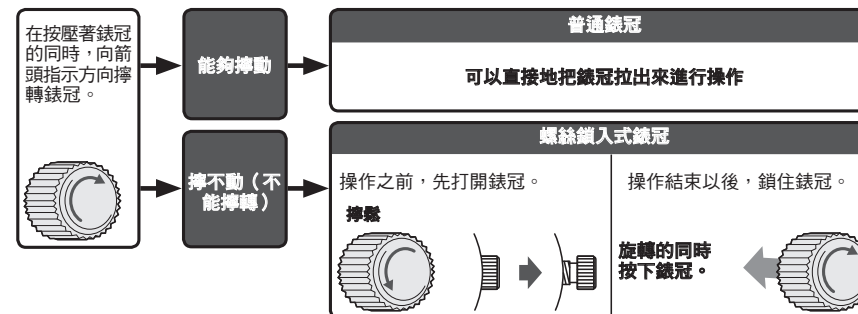 在按壓著錶冠
的同時，向箭
頭指示方向擰
轉錶冠。
能夠擰動
普通錶冠
可以直接地把錶冠拉出來進行操作
擰不動（不
能擰轉）
螺絲鎖入式錶冠
操作之前，先打開錶冠。
擰鬆
操作結束以後，鎖住錶冠。
旋轉的同時
按下錶冠。